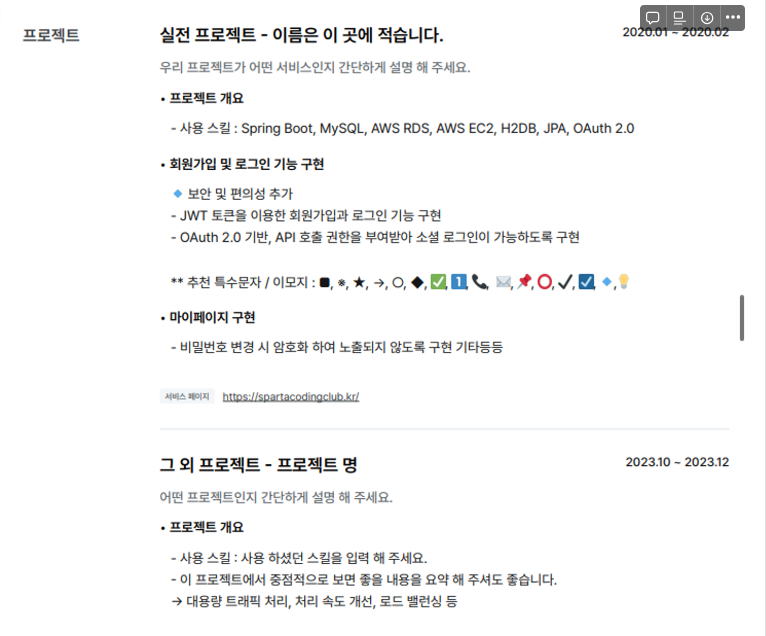 프로젝트
실전 프로젝트 - 이름은 이 곳에 적습니다.
2020.01 ~ 2020.02
우리 프로젝트가 어떤 서비스인지 간단하게 설명 해 주세요.
• 프로젝트 개요
- 사용 스킬 : Spring Boot, MySQL, AWS RDS, AWS EC2, H2DB, JPA, OAuth 2.0
• 회원가입 및 로그인 기능 구현
🔹 보안 및 편의성 추가
- JWT 토큰을 이용한 회원가입과 로그인 기능 구현
- OAuth 2.0 기반, API 호출 권한을 부여받아 소셜 로그인이 가능하도록 구현
** 추천 특수문자 / 이모지 : ■, ※, ★, →, ○, ◆, ✅, 1️⃣, 📞, ✉️, 📌, ⭕, ✔, ☑️, 🔹, 💡
• 마이페이지 구현
- 비밀번호 변경 시 암호화 하여 노출되지 않도록 구현 기타등등
서비스 페이지 https://spartacodingclub.kr/
그 외 프로젝트 - 프로젝트 명
2023.10 ~ 2023.12
어떤 프로젝트인지 간단하게 설명 해 주세요.
• 프로젝트 개요
- 사용 스킬 : 사용 하셨던 스킬을 입력 해 주세요.
- 이 프로젝트에서 중점적으로 보면 좋을 내용을 요약 해 주셔도 좋습니다.
→ 대용량 트래픽 처리, 처리 속도 개선, 로드 밸런싱 등